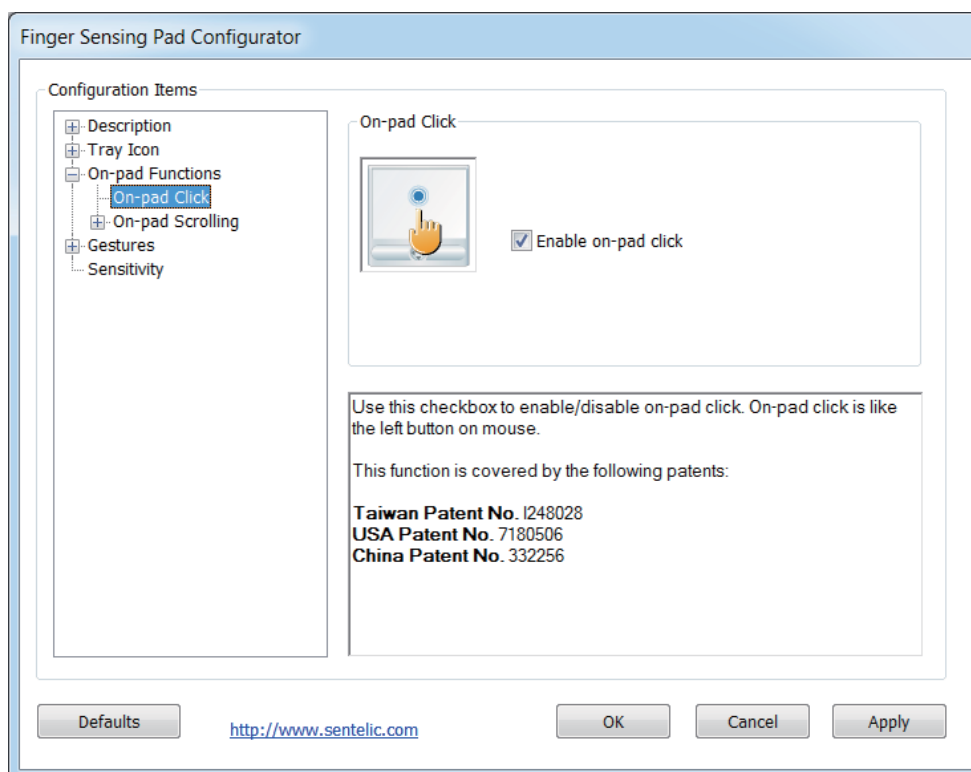 Finger Sensing Pad Configurator
Configuration Items
Description
Tray Icon
On-pad Functions
On-pad Click
On-pad Scrolling
Gestures
Sensitivity
On-pad Click
Enable on-pad click
Use this checkbox to enable/disable on-pad click. On-pad click is like
the left button on mouse.
This function is covered by the following patents:
Taiwan Patent No. I248028
USA Patent No. 7180506
China Patent No. 332256
Defaults
http://www.sentelic.com
OK
Cancel
Apply